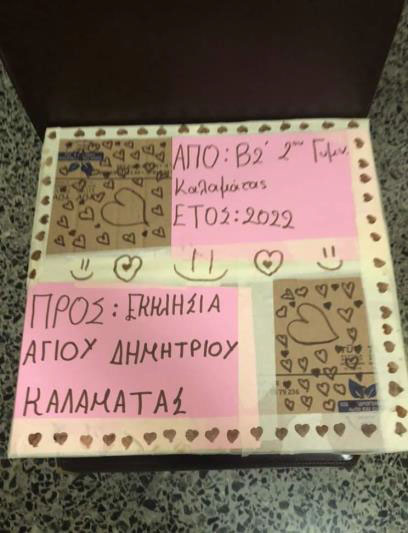 ΑΠΟ: Β2΄ 2ου Γυμν.
Καλαμάτας
ΕΤΟΣ: 2022
ΠΡΟΣ: ΕΚΚΛΗΣΙΑ
ΑΓΙΟΥ ΔΗΜΗΤΡΙΟΥ
ΚΑΛΑΜΑΤΑΣ